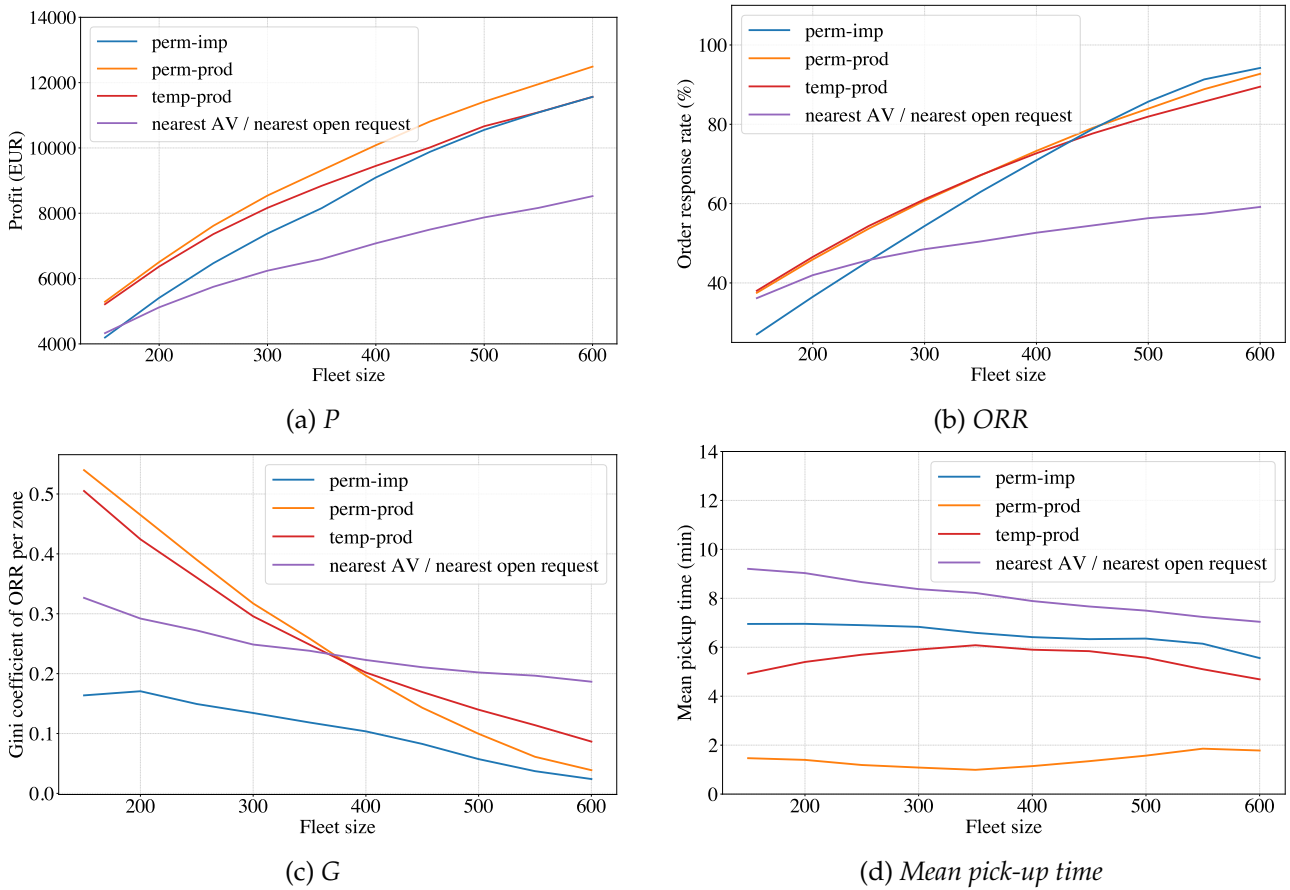 14000
12000
10000
8000
6000
4000
Profit (EUR)
perm-imp
perm-prod
temp-prod
nearest AV / nearest open request
200
300
400
500
600
Fleet size
(a) P
100
80
60
40
Order response rate (%)
perm-imp
perm-prod
temp-prod
nearest AV / nearest open request
200
300
400
500
600
Fleet size
(b) ORR
0.5
0.4
0.3
0.2
0.1
0.0
Gini coefficient of ORR per zone
perm-imp
perm-prod
temp-prod
nearest AV / nearest open request
200
300
400
500
600
Fleet size
(c) G
14
12
10
8
6
4
2
0
Mean pickup time (min)
perm-imp
perm-prod
temp-prod
nearest AV / nearest open request
200
300
400
500
600
Fleet size
(d) Mean pick-up time